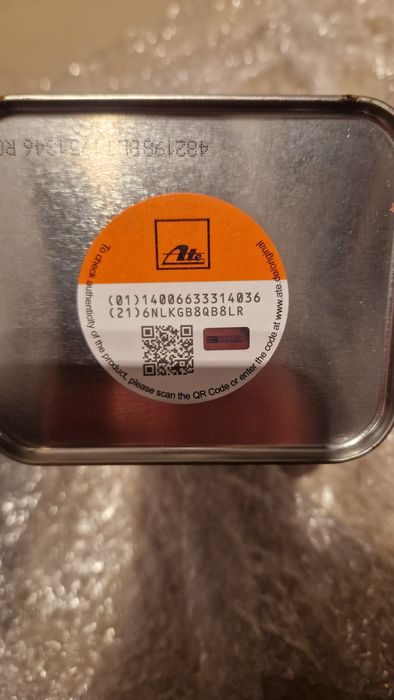 Ate
(01)14006633314036
(21)6NLKGB8QB8LR
To check authenticity of the product, please scan the QR Code or enter the code at www.ate.de/original